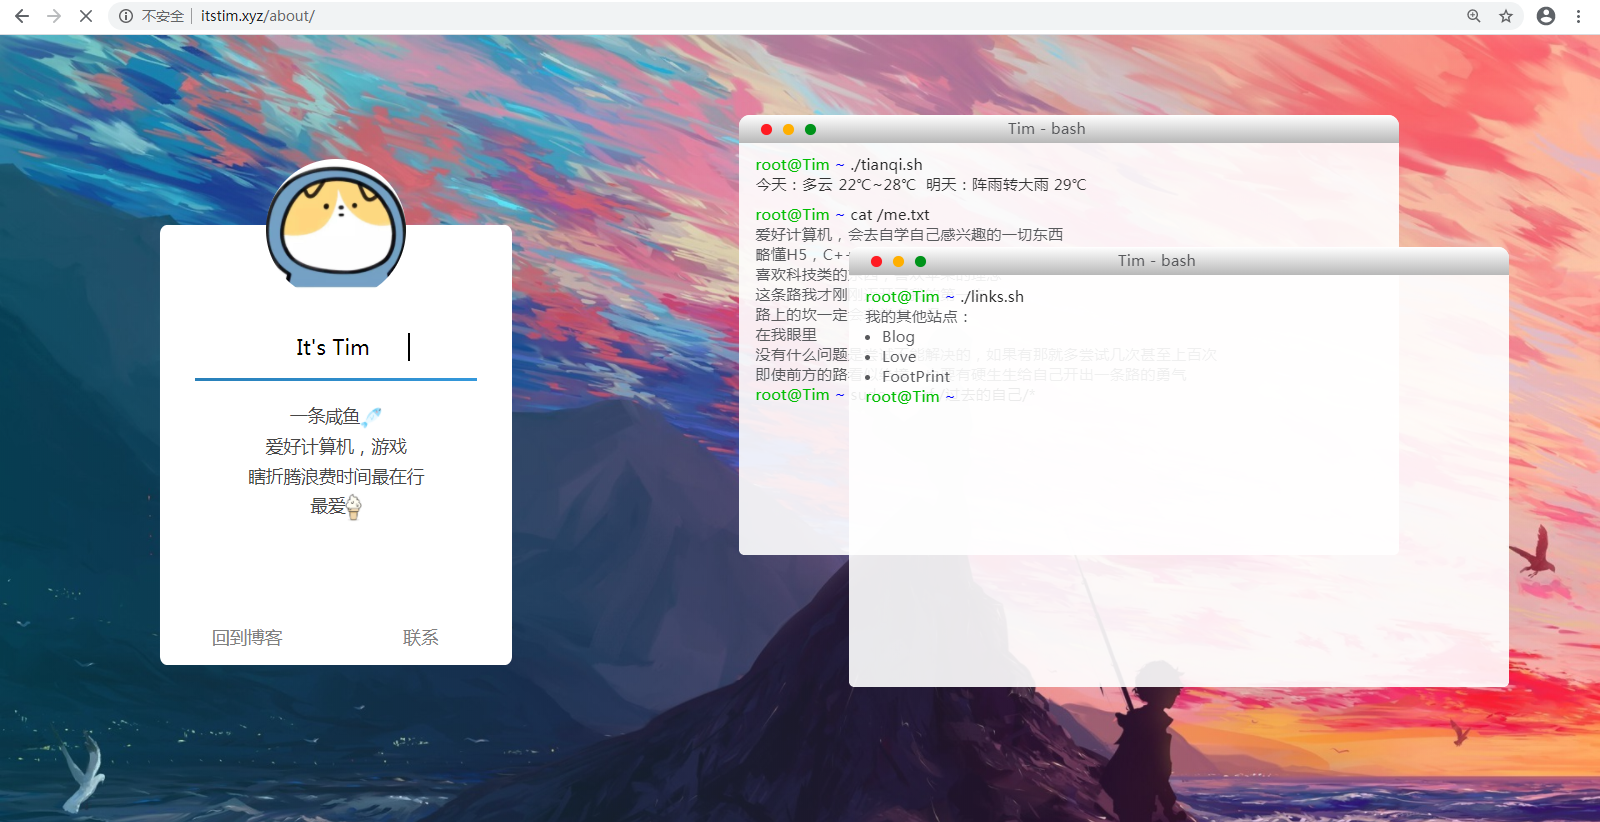 不安全 itstim.xyz/about/
It's Tim
一条咸鱼
爱好计算机，游戏
瞎折腾浪费时间最在行
最爱
回到博客 联系
Tim - bash
root@Tim ~ ./tianqi.sh
今天：多云 22℃~28℃ 明天：阵雨转大雨 29℃
root@Tim ~ cat /me.txt
爱好计算机，会去自学自己感兴趣的一切东西
略懂H5，C+
喜欢科技类的
这条路我才刚
路上的坎一定
在我眼里
没有什么问题是 解决的，如果有那就多尝试几次甚至上百次
即使前方的路 有硬生生给自己开出一条路的勇气
root@Tim ~ 过去的自己/*
Tim - bash
root@Tim ~ ./links.sh
我的其他站点：
Blog
Love
FootPrint
root@Tim ~